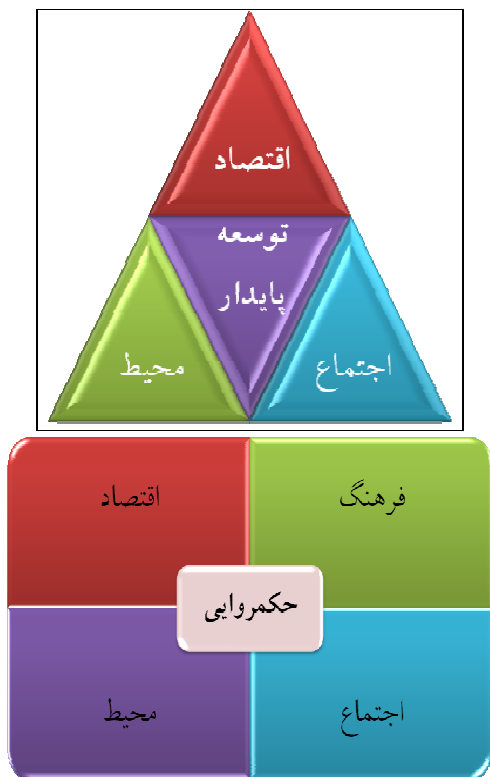 اقتصاد
توسعه
پایدار
اجتماع
محیط
فرهنگ
اقتصاد
حکمروایی
اجتماع
محیط